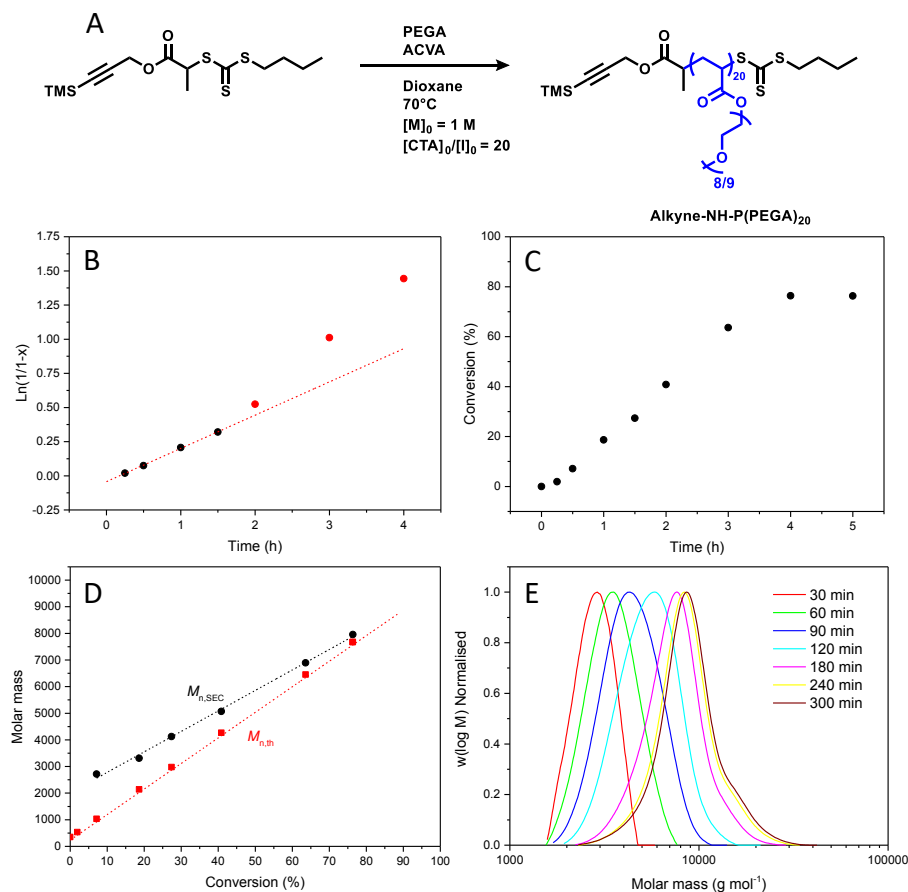 A
O
O
TMS
S
S
S
PEGA
ACVA
Dioxane
70°C
[M]0 = 1 M
[CTA]0/[I]0 = 20
O
O
TMS
20
S
S
S
O
O
O
8/9
Alkyne-NH-P(PEGA)20
B
1.75
1.50
1.25
1.00
0.75
0.50
0.25
0.00
-0.25
Ln(1/1-x)
0 1 2 3 4
Time (h)
C
100
80
60
40
20
0
Conversion (%)
0 1 2 3 4 5
Time (h)
D
10000
9000
8000
7000
6000
5000
4000
3000
2000
1000
0
Molar mass
Mn,SEC
Mn,th
0 10 20 30 40 50 60 70 80 90 100
Conversion (%)
E
1.0
0.8
0.6
0.4
0.2
0.0
w(log M) Normalised
30 min
60 min
90 min
120 min
180 min
240 min
300 min
1000 10000 100000
Molar mass (g mol-1)